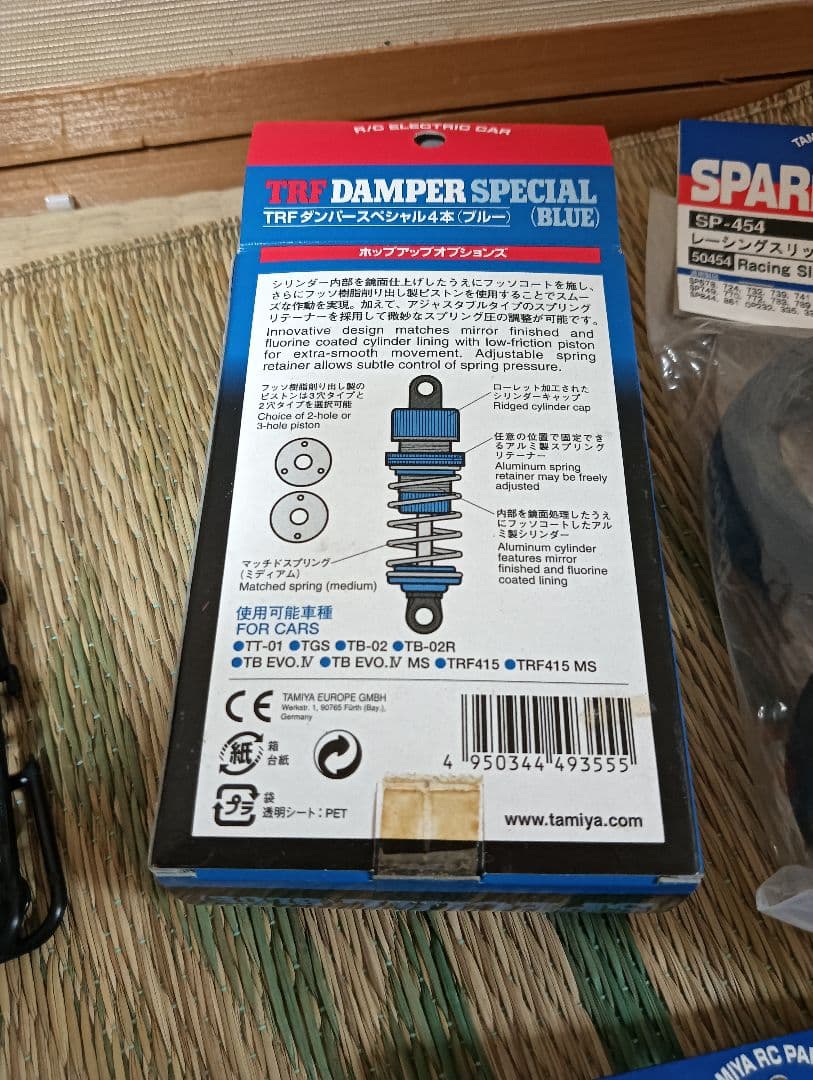 R/C ELECTRIC CAR
TRF DAMPER SPECIAL
TRFダンパースペシャル4本(ブルー) (BLUE)
ホップアップオプションズ
シリンダー内部を鏡面仕上げしたうえにフッソコートを施し、
さらにフッソ樹脂削り出し製ピストンを使用することでスムー
ズな作動を実現。加えて、アジャスタブルタイプのスプリング
リテーナーを採用して微妙なスプリング圧の調整が可能です。
Innovative design matches mirror finished and
fluorine coated cylinder lining with low-friction piston
for extra-smooth movement. Adjustable spring
retainer allows subtle control of spring pressure.
フッソ樹脂削り出し製の
ピストンは3穴タイプと
2穴タイプを選択可能
Choice of 2-hole or
3-hole piston
ローレット加工された
シリンダーキャップ
Ridged cylinder cap
任意の位置で固定でき
るアルミ製スプリング
リテーナー
Aluminum spring
retainer may be freely
adjusted
内部を鏡面処理したうえ
にフッソコートしたアル
ミ製シリンダー
Aluminum cylinder
features mirror
finished and fluorine
coated lining
マッチドスプリング
(ミディアム)
Matched spring (medium)
使用可能車種
FOR CARS
●TT-01 ●TGS ●TB-02 ●TB-02R
●TB EVO.Ⅳ ●TB EVO.Ⅳ MS ●TRF415 ●TRF415 MS
CE
TAMIYA EUROPE GMBH
Werkstr. 1, 90765 Fürth (Bay.),
Germany
紙
箱
台紙
プラ
袋
透明シート:PET
4 950344 493555
www.tamiya.com
SPAR
SP-454
レーシングスリッ
50454 Racing Sl
MIYA RC PA